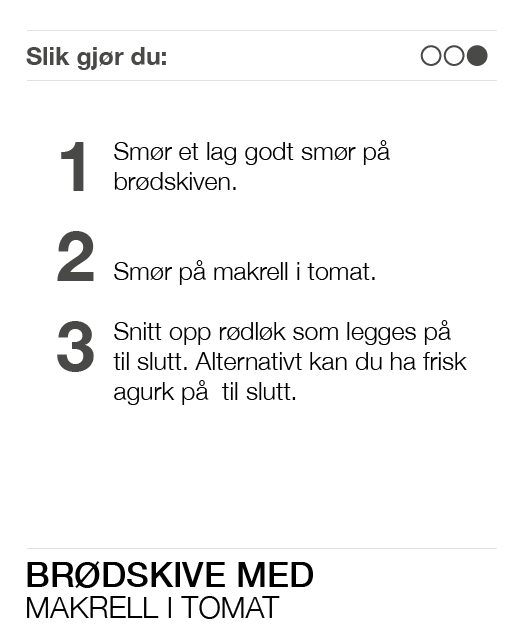 Slik gjør du:
1 Smør et lag godt smør på
brødskiven.
2 Smør på makrell i tomat.
3 Snitt opp rødløk som legges på
til slutt. Alternativt kan du ha frisk
agurk på  til slutt.
BRØDSKIVE MED
MAKRELL I TOMAT